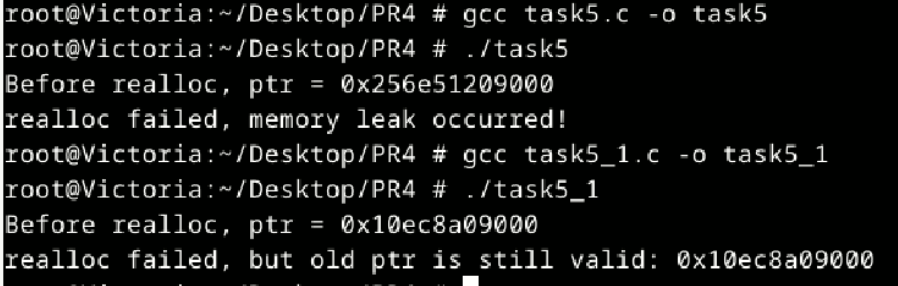 root@Victoria:~/Desktop/PR4 # gcc task5.c -o task5
root@Victoria:~/Desktop/PR4 # ./task5
Before realloc, ptr = 0x256e51209000
realloc failed, memory leak occurred!
root@Victoria:~/Desktop/PR4 # gcc task5_1.c -o task5_1
root@Victoria:~/Desktop/PR4 # ./task5_1
Before realloc, ptr = 0x10ec8a09000
realloc failed, but old ptr is still valid: 0x10ec8a09000